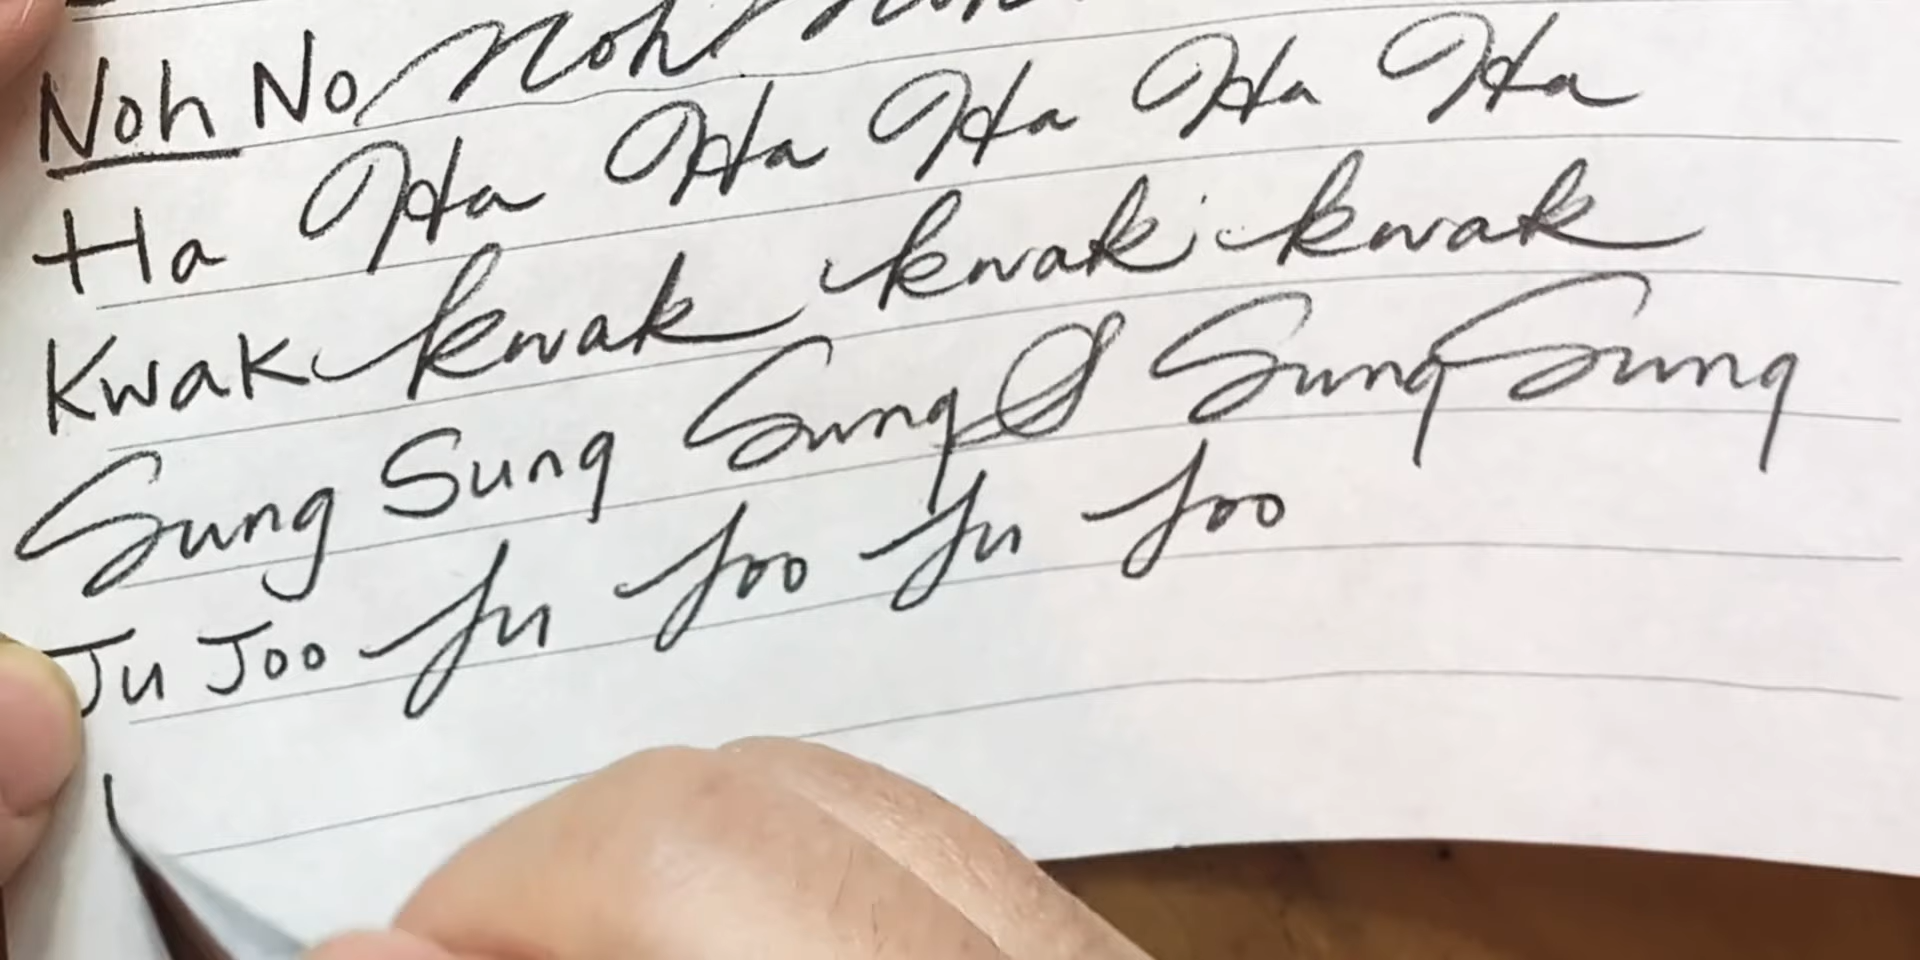 Noh No Noh Noh
Ha Ha Ha Ha Ha Ha
Kwak kwak kwak kwak
Sung Sung Sung S Sung Sung
Ju Joo Ju Joo Ju Joo